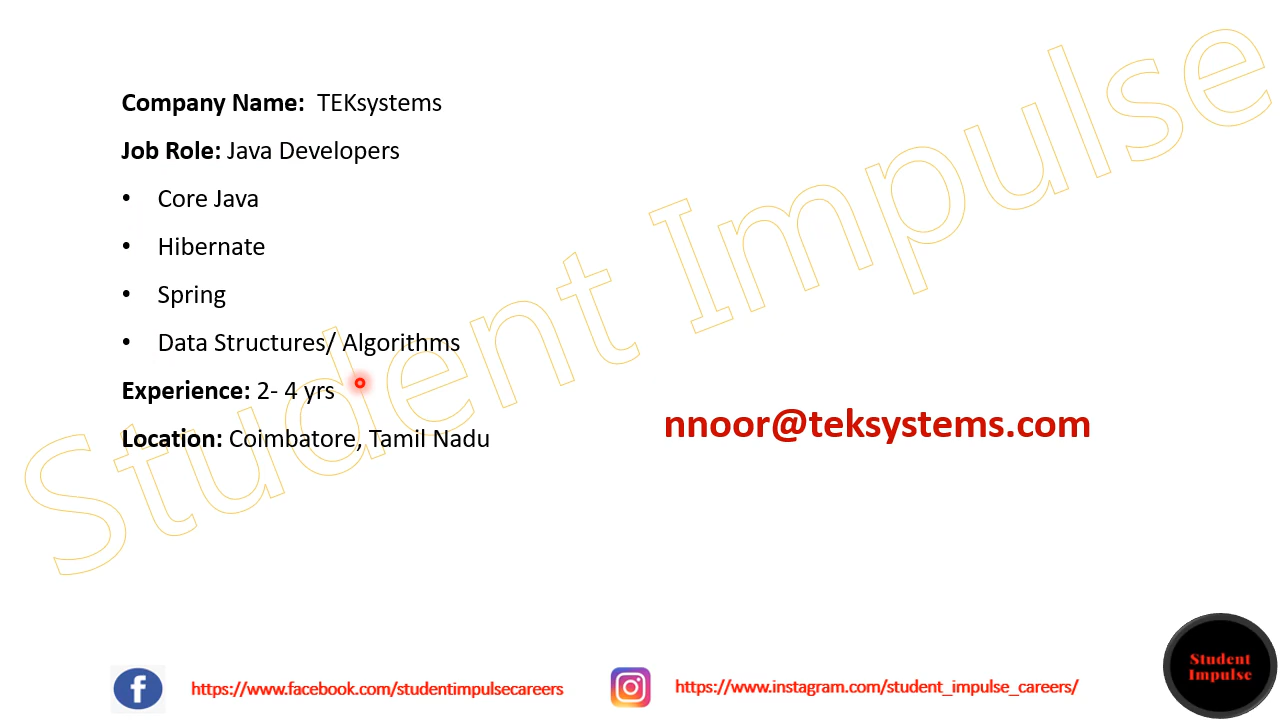 Company Name: TEKsystems
Job Role: Java Developers
• Core Java
• Hibernate
• Spring
• Data Structures/ Algorithms
Experience: 2- 4 yrs
Location: Coimbatore, Tamil Nadu
nnoor@teksystems.com
Student Impulse
https://www.facebook.com/studentimpulsecareers
https://www.instagram.com/student_impulse_careers/
Student
Impulse